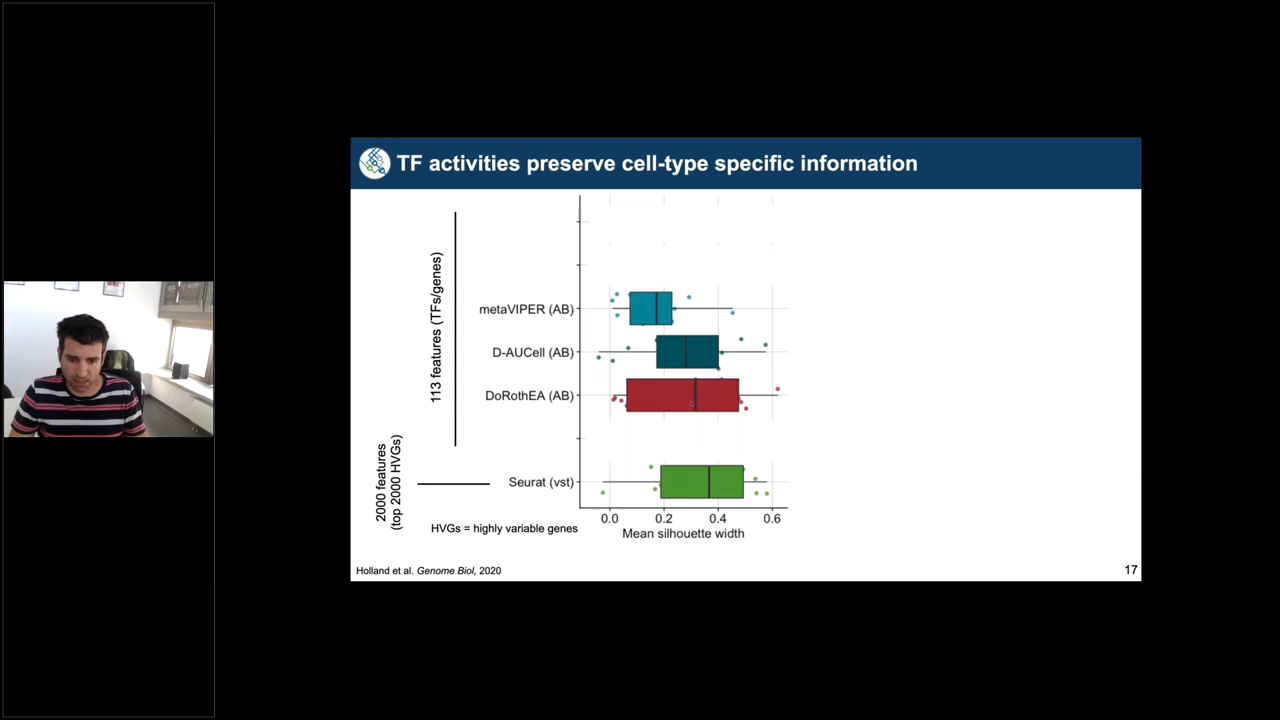 TF activities preserve cell-type specific information
113 features (TFs/genes)
metaVIPER (AB)
D-AUCell (AB)
DoRothEA (AB)
2000 features
(top 2000 HVGs)
Seurat (vst)
0.0 0.2 0.4 0.6
Mean silhouette width
HVGs = highly variable genes
Holland et al. Genome Biol, 2020
17